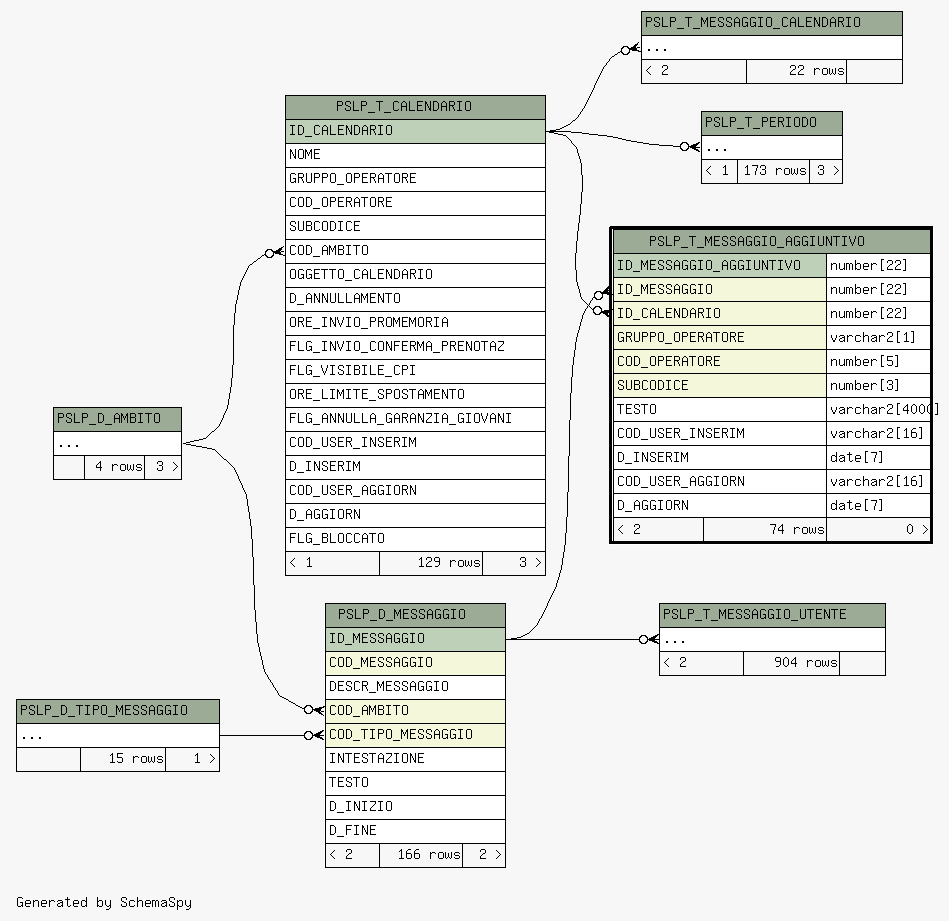 PSLP_T_MESSAGGIO_CALENDARIO
...
< 2 22 rows
PSLP_T_CALENDARIO
ID_CALENDARIO
NOME
GRUPPO_OPERATORE
COD_OPERATORE
SUBCODICE
COD_AMBITO
OGGETTO_CALENDARIO
D_ANNULLAMENTO
ORE_INVIO_PROMEMORIA
FLG_INVIO_CONFERMA_PRENOTAZ
FLG_VISIBILE_CPI
ORE_LIMITE_SPOSTAMENTO
FLG_ANNULLA_GARANZIA_GIOVANI
COD_USER_INSERIM
D_INSERIM
COD_USER_AGGIORN
D_AGGIORN
FLG_BLOCCATO
< 1 129 rows 3 >
PSLP_T_PERIODO
...
< 1 173 rows 3 >
PSLP_T_MESSAGGIO_AGGIUNTIVO
ID_MESSAGGIO_AGGIUNTIVO number[22]
ID_MESSAGGIO number[22]
ID_CALENDARIO number[22]
GRUPPO_OPERATORE varchar2[1]
COD_OPERATORE number[5]
SUBCODICE number[3]
TESTO varchar2[4000]
COD_USER_INSERIM varchar2[16]
D_INSERIM date[7]
COD_USER_AGGIORN varchar2[16]
D_AGGIORN date[7]
< 2 74 rows 0 >
PSLP_D_AMBITO
...
4 rows 3 >
PSLP_D_MESSAGGIO
ID_MESSAGGIO
COD_MESSAGGIO
DESCR_MESSAGGIO
COD_AMBITO
COD_TIPO_MESSAGGIO
INTESTAZIONE
TESTO
D_INIZIO
D_FINE
< 2 166 rows 2 >
PSLP_T_MESSAGGIO_UTENTE
...
< 2 904 rows
PSLP_D_TIPO_MESSAGGIO
...
15 rows 1 >
Generated by SchemaSpy